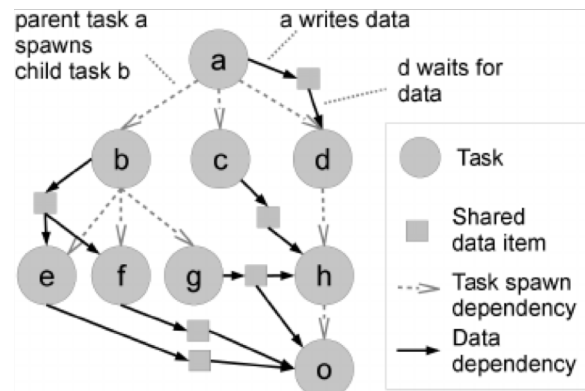 parent task a
spawns
child task b
a writes data
d waits for
data
a
b
c
d
e
f
g
h
o
Task
Shared
data item
Task spawn
dependency
Data
dependency